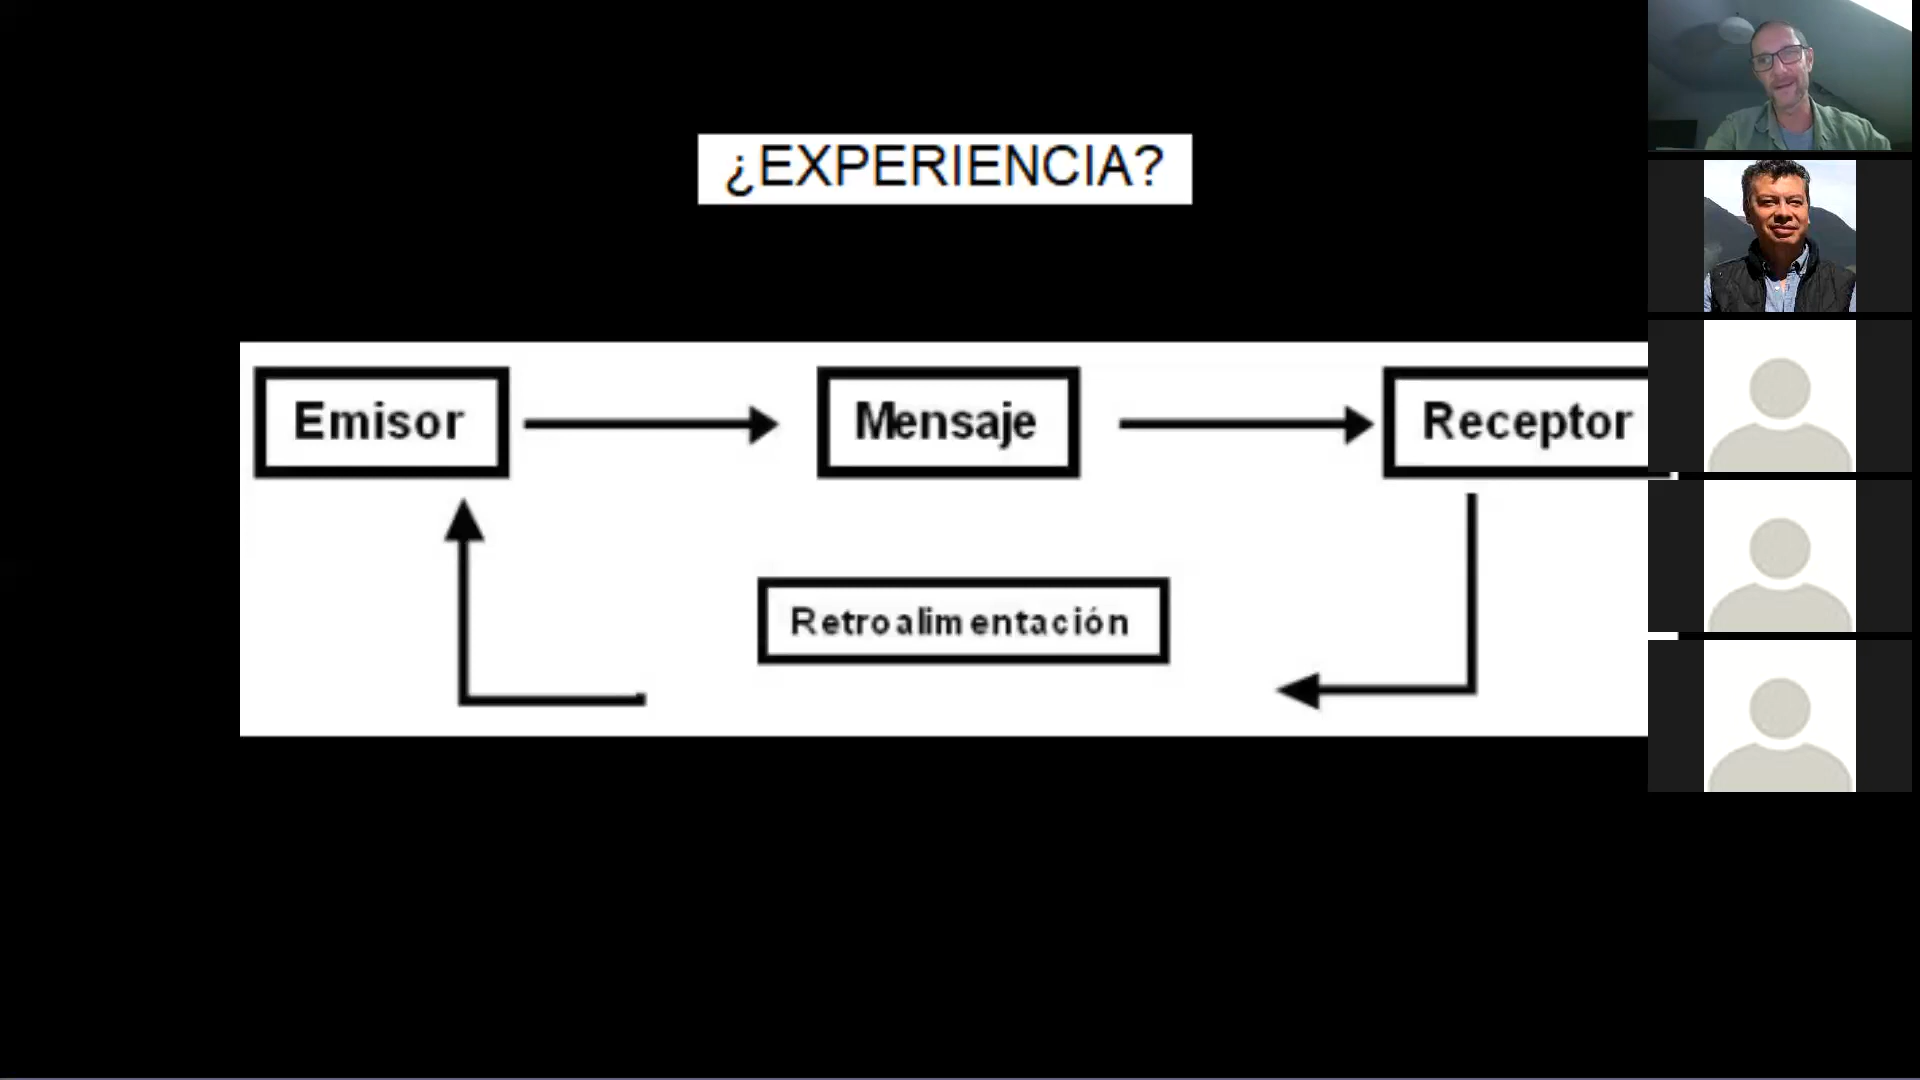 ¿EXPERIENCIA?
Emisor
Mensaje
Receptor
Retroalimentación